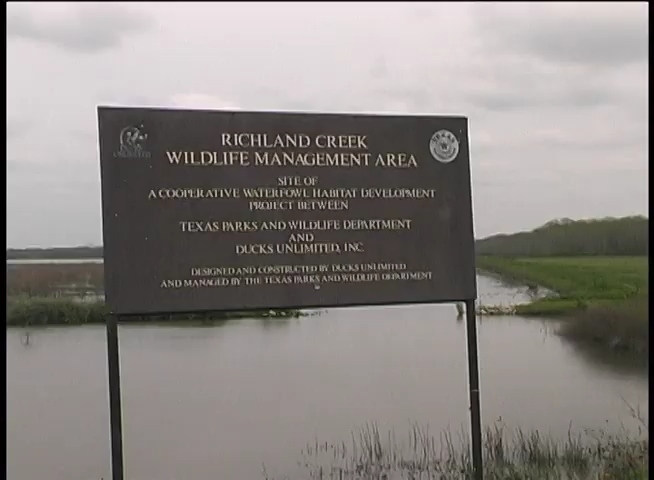 RICHLAND CREEK
WILDLIFE MANAGEMENT AREA
SITE OF
A COOPERATIVE WATERFOWL HABITAT DEVELOPMENT
PROJECT BETWEEN
TEXAS PARKS AND WILDLIFE DEPARTMENT
AND
DUCKS UNLIMITED, INC.
DESIGNED AND CONSTRUCTED BY DUCKS UNLIMITED
AND MANAGED BY THE TEXAS PARKS AND WILDLIFE DEPARTMENT